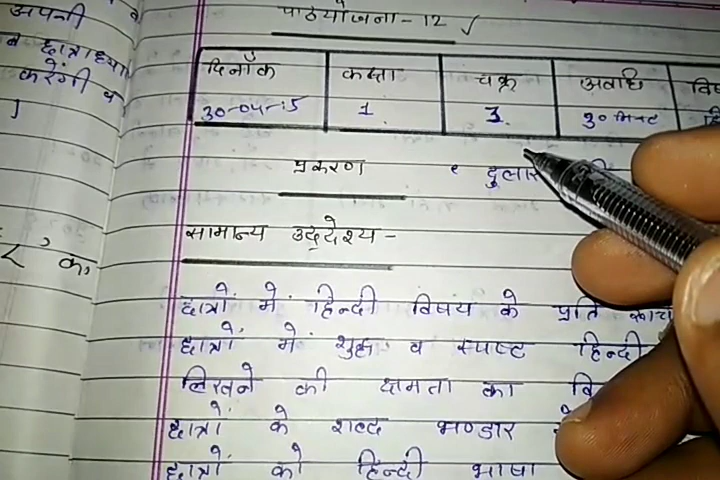 अपनी व
व छात्राध्या
करेंगी व
पाठयोजना - 12 ✓
दिनाँक कक्षा चक्र अवधि विष
30-04-15 1 3 30 मिनट हि
प्रकरण " दुलार
सामान्य उद्देश्य -
छात्रों में हिन्दी विषय के प्रति
छात्रों में शुद्ध व स्पष्ट हिन्दी
लिखने की क्षमता का वि
छात्रों के शब्द भण्डार
छात्रों को हिन्दी भाषा